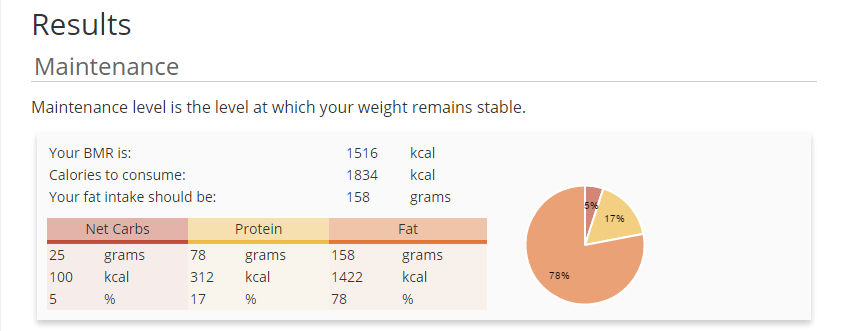 Results
Maintenance
Maintenance level is the level at which your weight remains stable.
Your BMR is: 1516 kcal
Calories to consume: 1834 kcal
Your fat intake should be: 158 grams
Net Carbs Protein Fat
25 grams 78 grams 158 grams
100 kcal 312 kcal 1422 kcal
5 % 17 % 78 %
5%
17%
78%